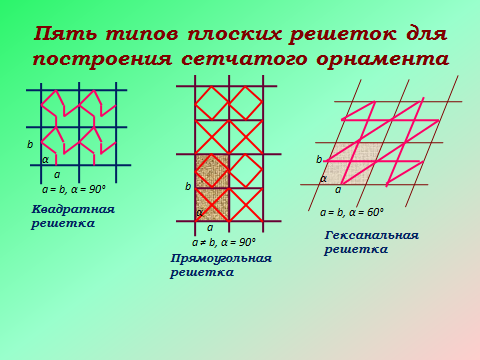 Пять типов плоских решеток для
построения сетчатого орнамента
b
α
a
a = b, α = 90°
Квадратная
решетка
b
α
a
a ≠ b, α = 90°
Прямоугольная
решетка
b
α
a
a = b, α = 60°
Гексанальная
решетка